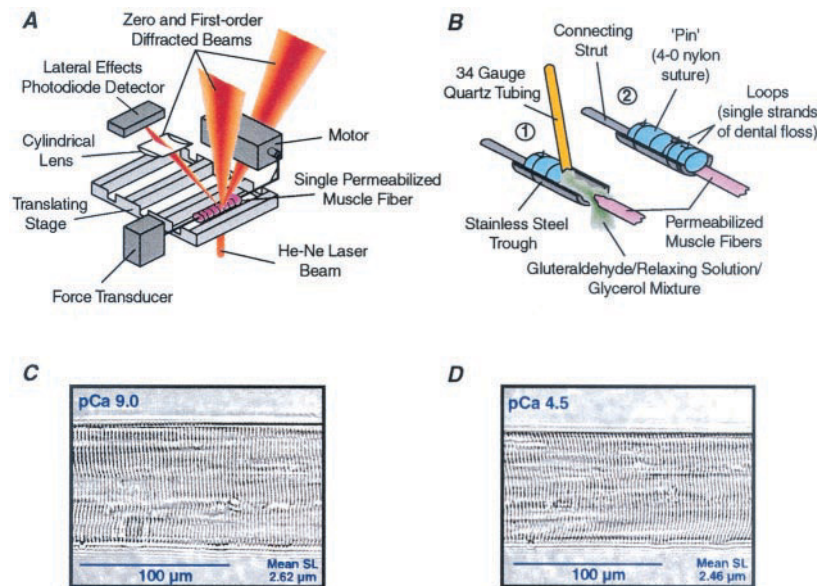 A
Zero and First-order
Diffracted Beams
Lateral Effects
Photodiode Detector
Cylindrical
Lens
Motor
Translating
Stage
Single Permeabilized
Muscle Fiber
He-Ne Laser
Beam
Force Transducer
B
Connecting
Strut
'Pin'
(4-0 nylon
suture)
34 Gauge
Quartz Tubing
Loops
(single strands
of dental floss)
①
②
Stainless Steel
Trough
Permeabilized
Muscle Fibers
Gluteraldehyde/Relaxing Solution/
Glycerol Mixture
C
pCa 9.0
100 µm
Mean SL
2.62 µm
D
pCa 4.5
100 µm
Mean SL
2.46 µm